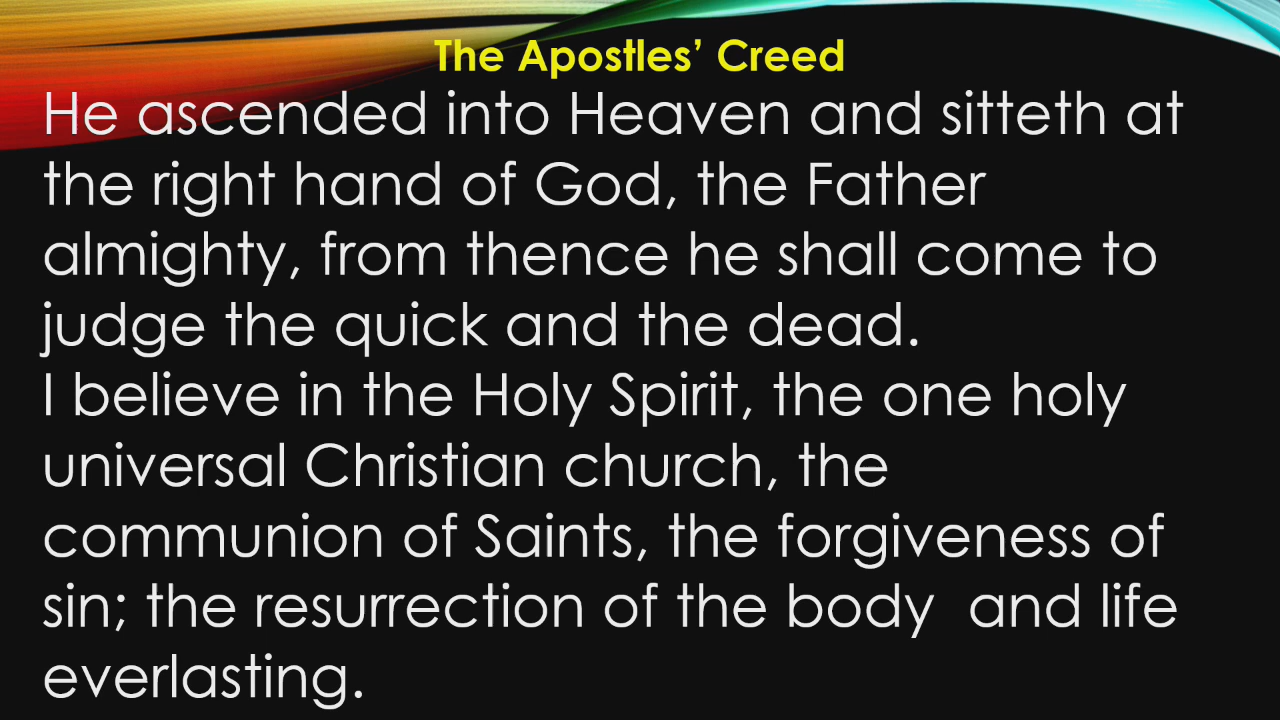 The Apostles’ Creed
He ascended into Heaven and sitteth at
the right hand of God, the Father
almighty, from thence he shall come to
judge the quick and the dead.
I believe in the Holy Spirit, the one holy
universal Christian church, the
communion of Saints, the forgiveness of
sin; the resurrection of the body  and life
everlasting.